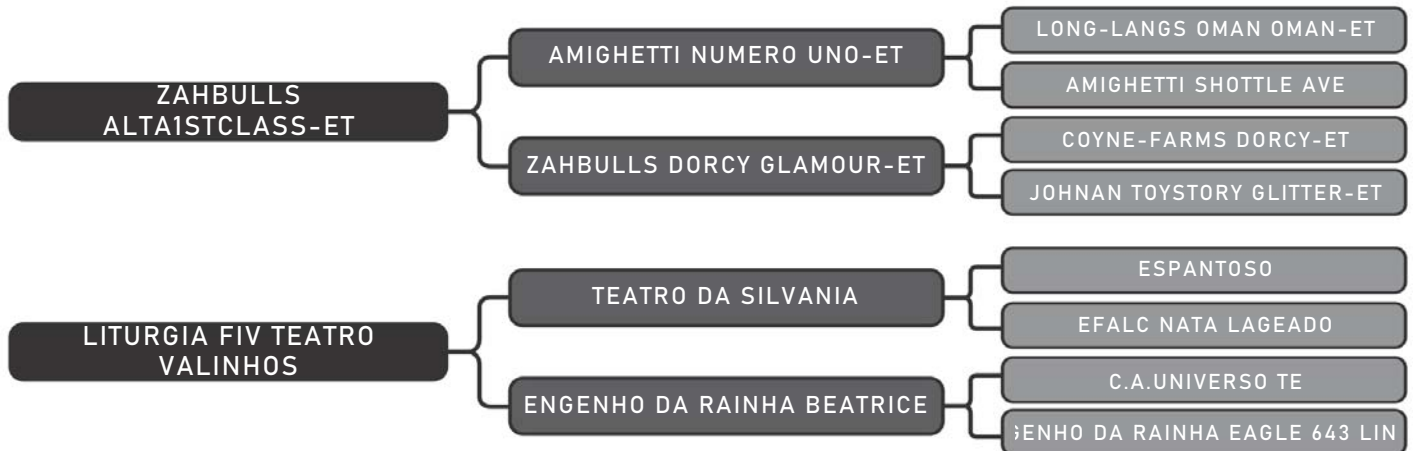 ZAHBULLS
ALTA1STCLASS-ET
AMIGHETTI NUMERO UNO-ET
LONG-LANGS OMAN OMAN-ET
AMIGHETTI SHOTTLE AVE
ZAHBULLS DORCY GLAMOUR-ET
COYNE-FARMS DORCY-ET
JOHNAN TOYSTORY GLITTER-ET
LITURGIA FIV TEATRO
VALINHOS
TEATRO DA SILVANIA
ESPANTOSO
EFALC NATA LAGEADO
ENGENHO DA RAINHA BEATRICE
C.A.UNIVERSO TE
DA RAINHA EAGLE 643 LIN